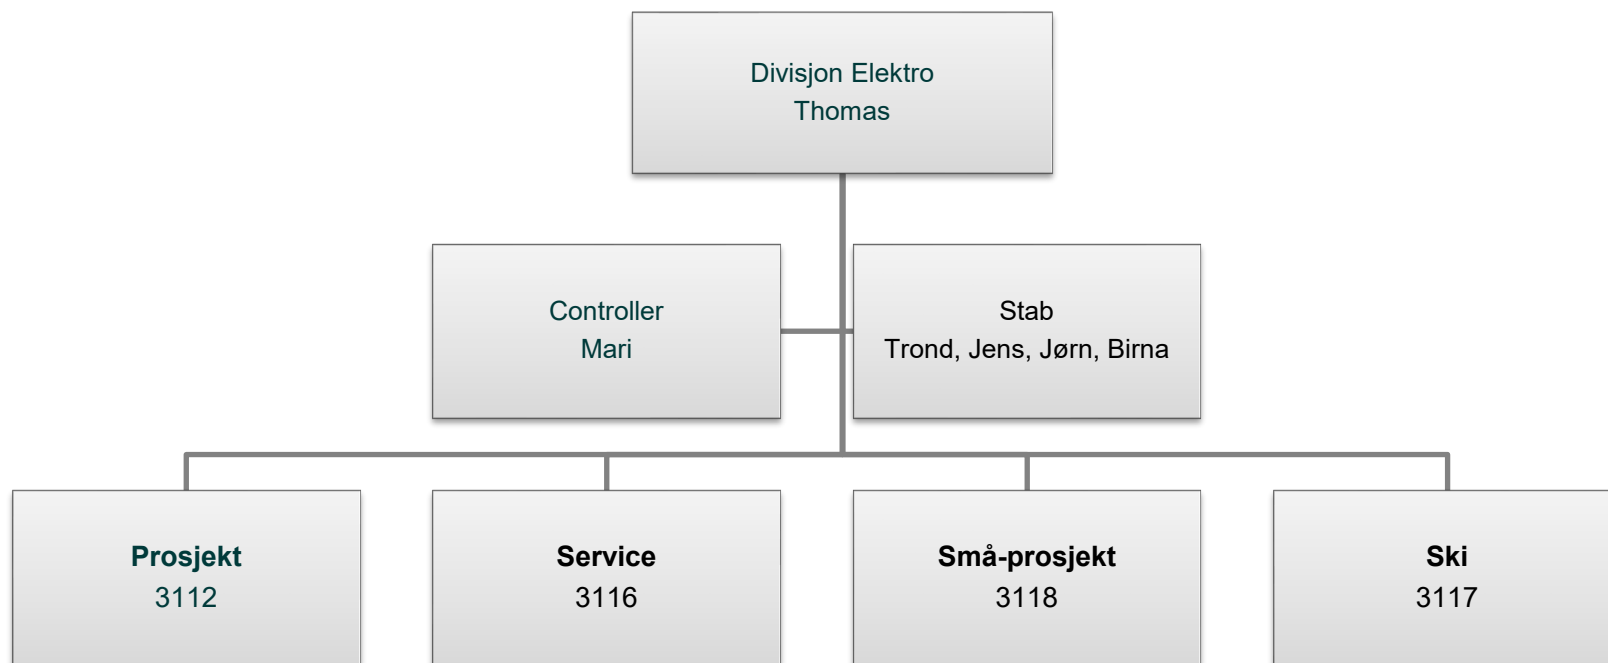 Divisjon Elektro
Thomas
Controller
Mari
Stab
Trond, Jens, Jørn, Birna
Prosjekt
3112
Service
3116
Små-prosjekt
3118
Ski
3117